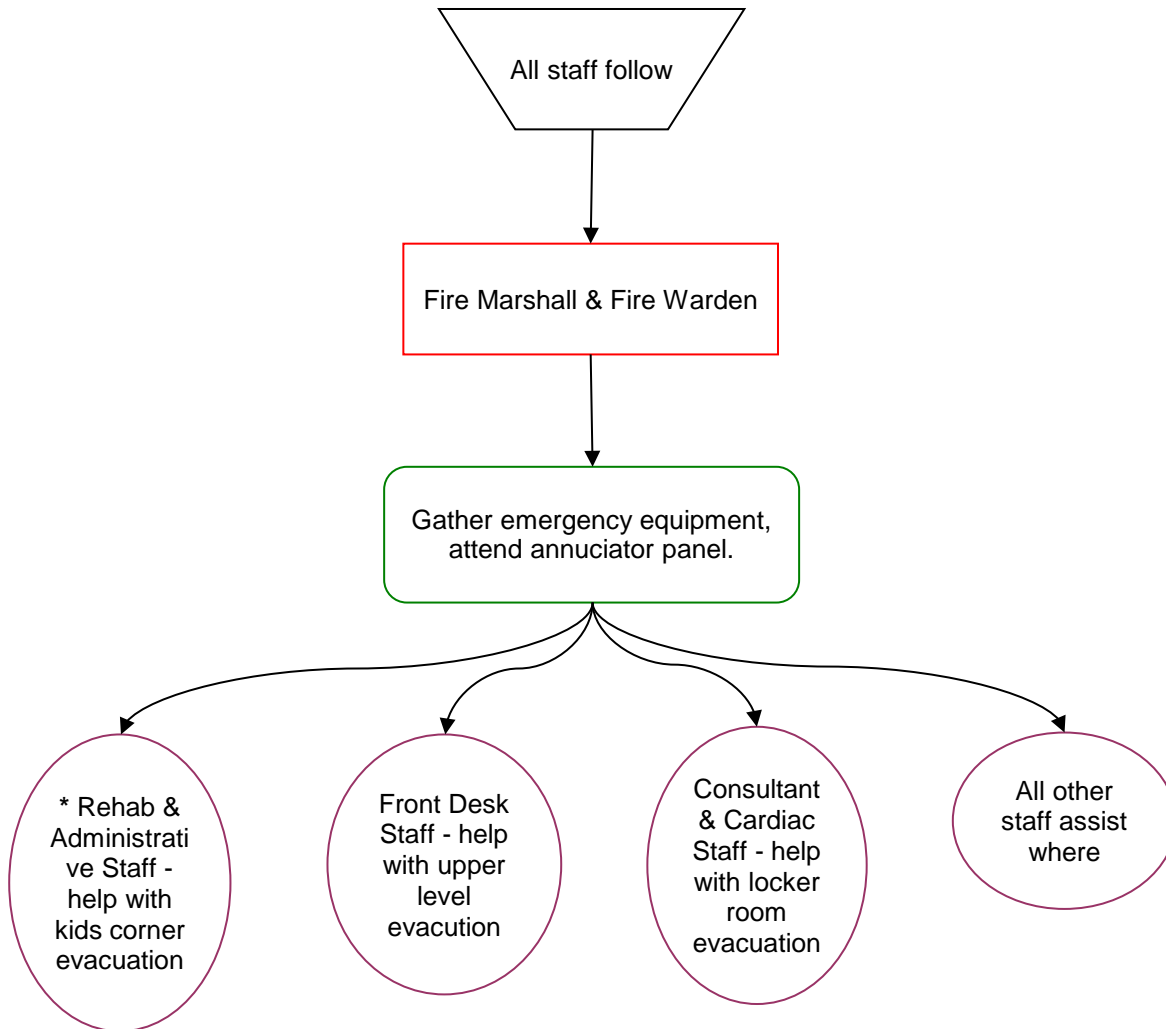 All staff follow
Fire Marshall & Fire Warden
Gather emergency equipment,
attend annuciator panel.
* Rehab &
Administrati
ve Staff -
help with
kids corner
evacuation
Front Desk
Staff - help
with upper
level
evacution
Consultant
& Cardiac
Staff - help
with locker
room
evacuation
All other
staff assist
where